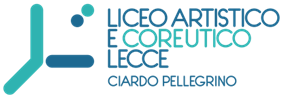 LICEO ARTISTICO
E COREUTICO
LECCE
CIARDO PELLEGRINO